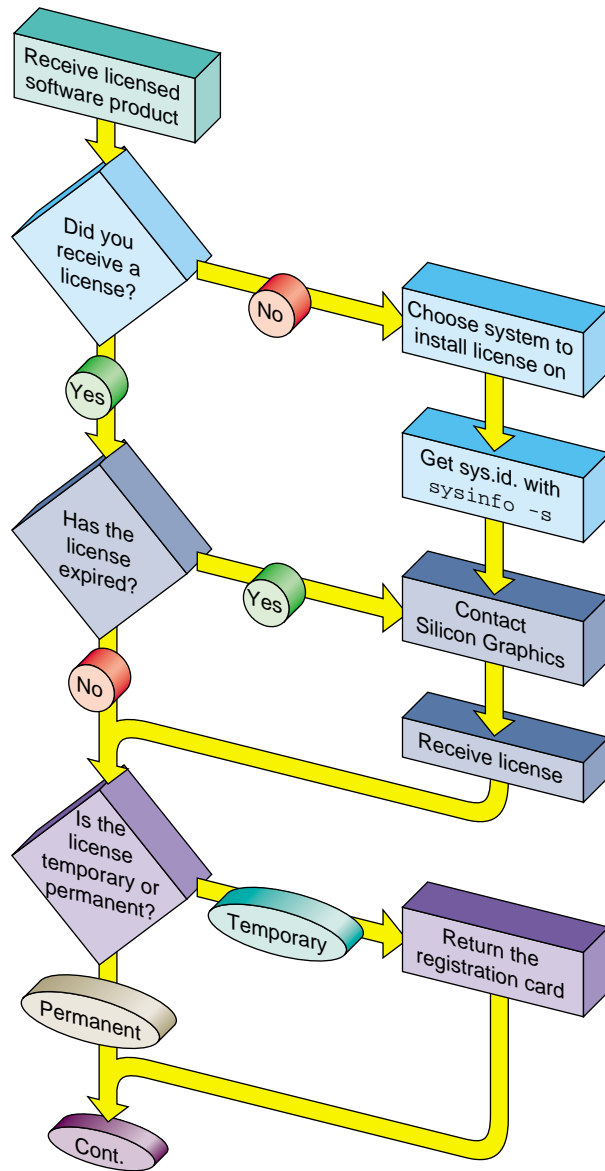 Receive licensed
software product
Did you
receive a
license?
No
Choose system to
install license on
Yes
Get sys.id. with
sysinfo -s
Has the
license
expired?
Yes
Contact
Silicon Graphics
No
Receive license
Is the
license
temporary or
permanent?
Temporary
Return the
registration card
Permanent
Cont.